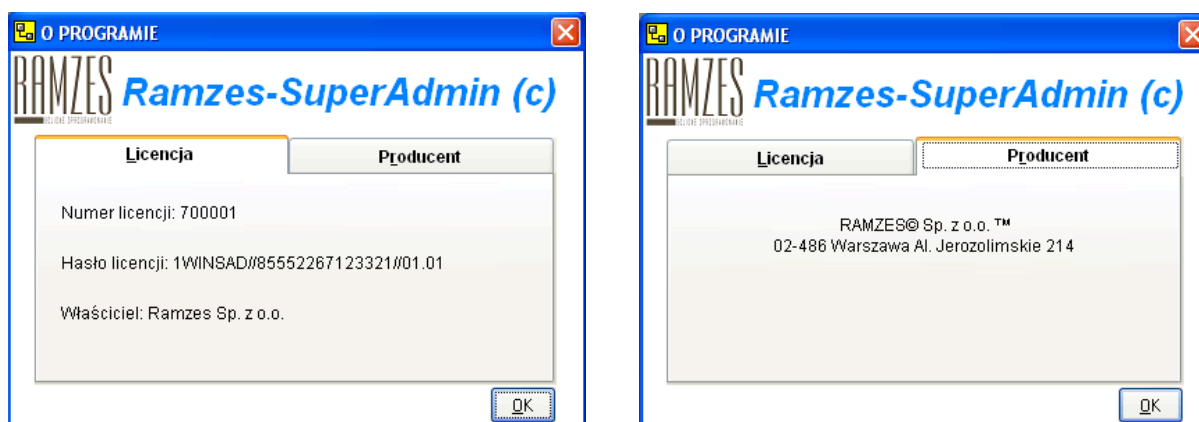 O PROGRAMIE
RAMZES
Ramzes-SuperAdmin (c)
Licencja Producent
Numer licencji: 700001
Hasło licencji: 1WINSAD//85552267123321//01.01
Właściciel: Ramzes Sp. z o.o.
OK
O PROGRAMIE
RAMZES
Ramzes-SuperAdmin (c)
Licencja Producent
RAMZES© Sp. z o.o. ™
02-486 Warszawa Al. Jerozolimskie 214
OK